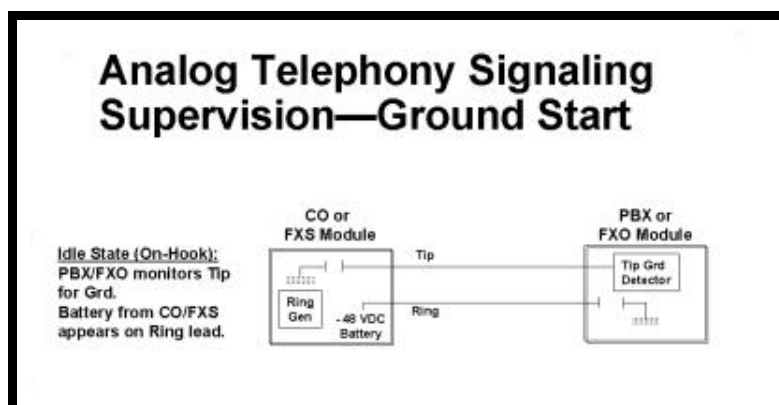 Analog Telephony Signaling
Supervision—Ground Start
Idle State (On-Hook):
PBX/FXO monitors Tip
for Grd.
Battery from CO/FXS
appears on Ring lead.
CO or
FXS Module
Ring
Gen
-48 VDC
Battery
Tip
Ring
PBX or
FXO Module
Tip Grd
Detector